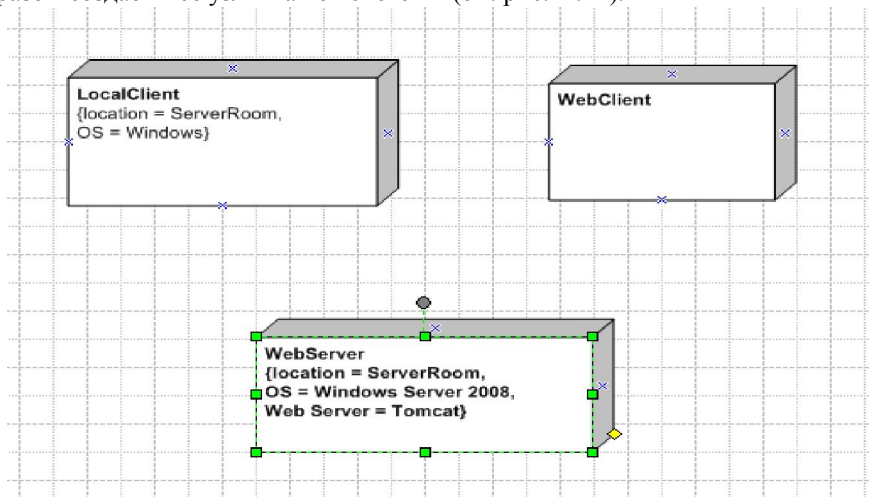 LocalClient
{location = ServerRoom,
OS = Windows}
WebClient
WebServer
{location = ServerRoom,
OS = Windows Server 2008,
Web Server = Tomcat}